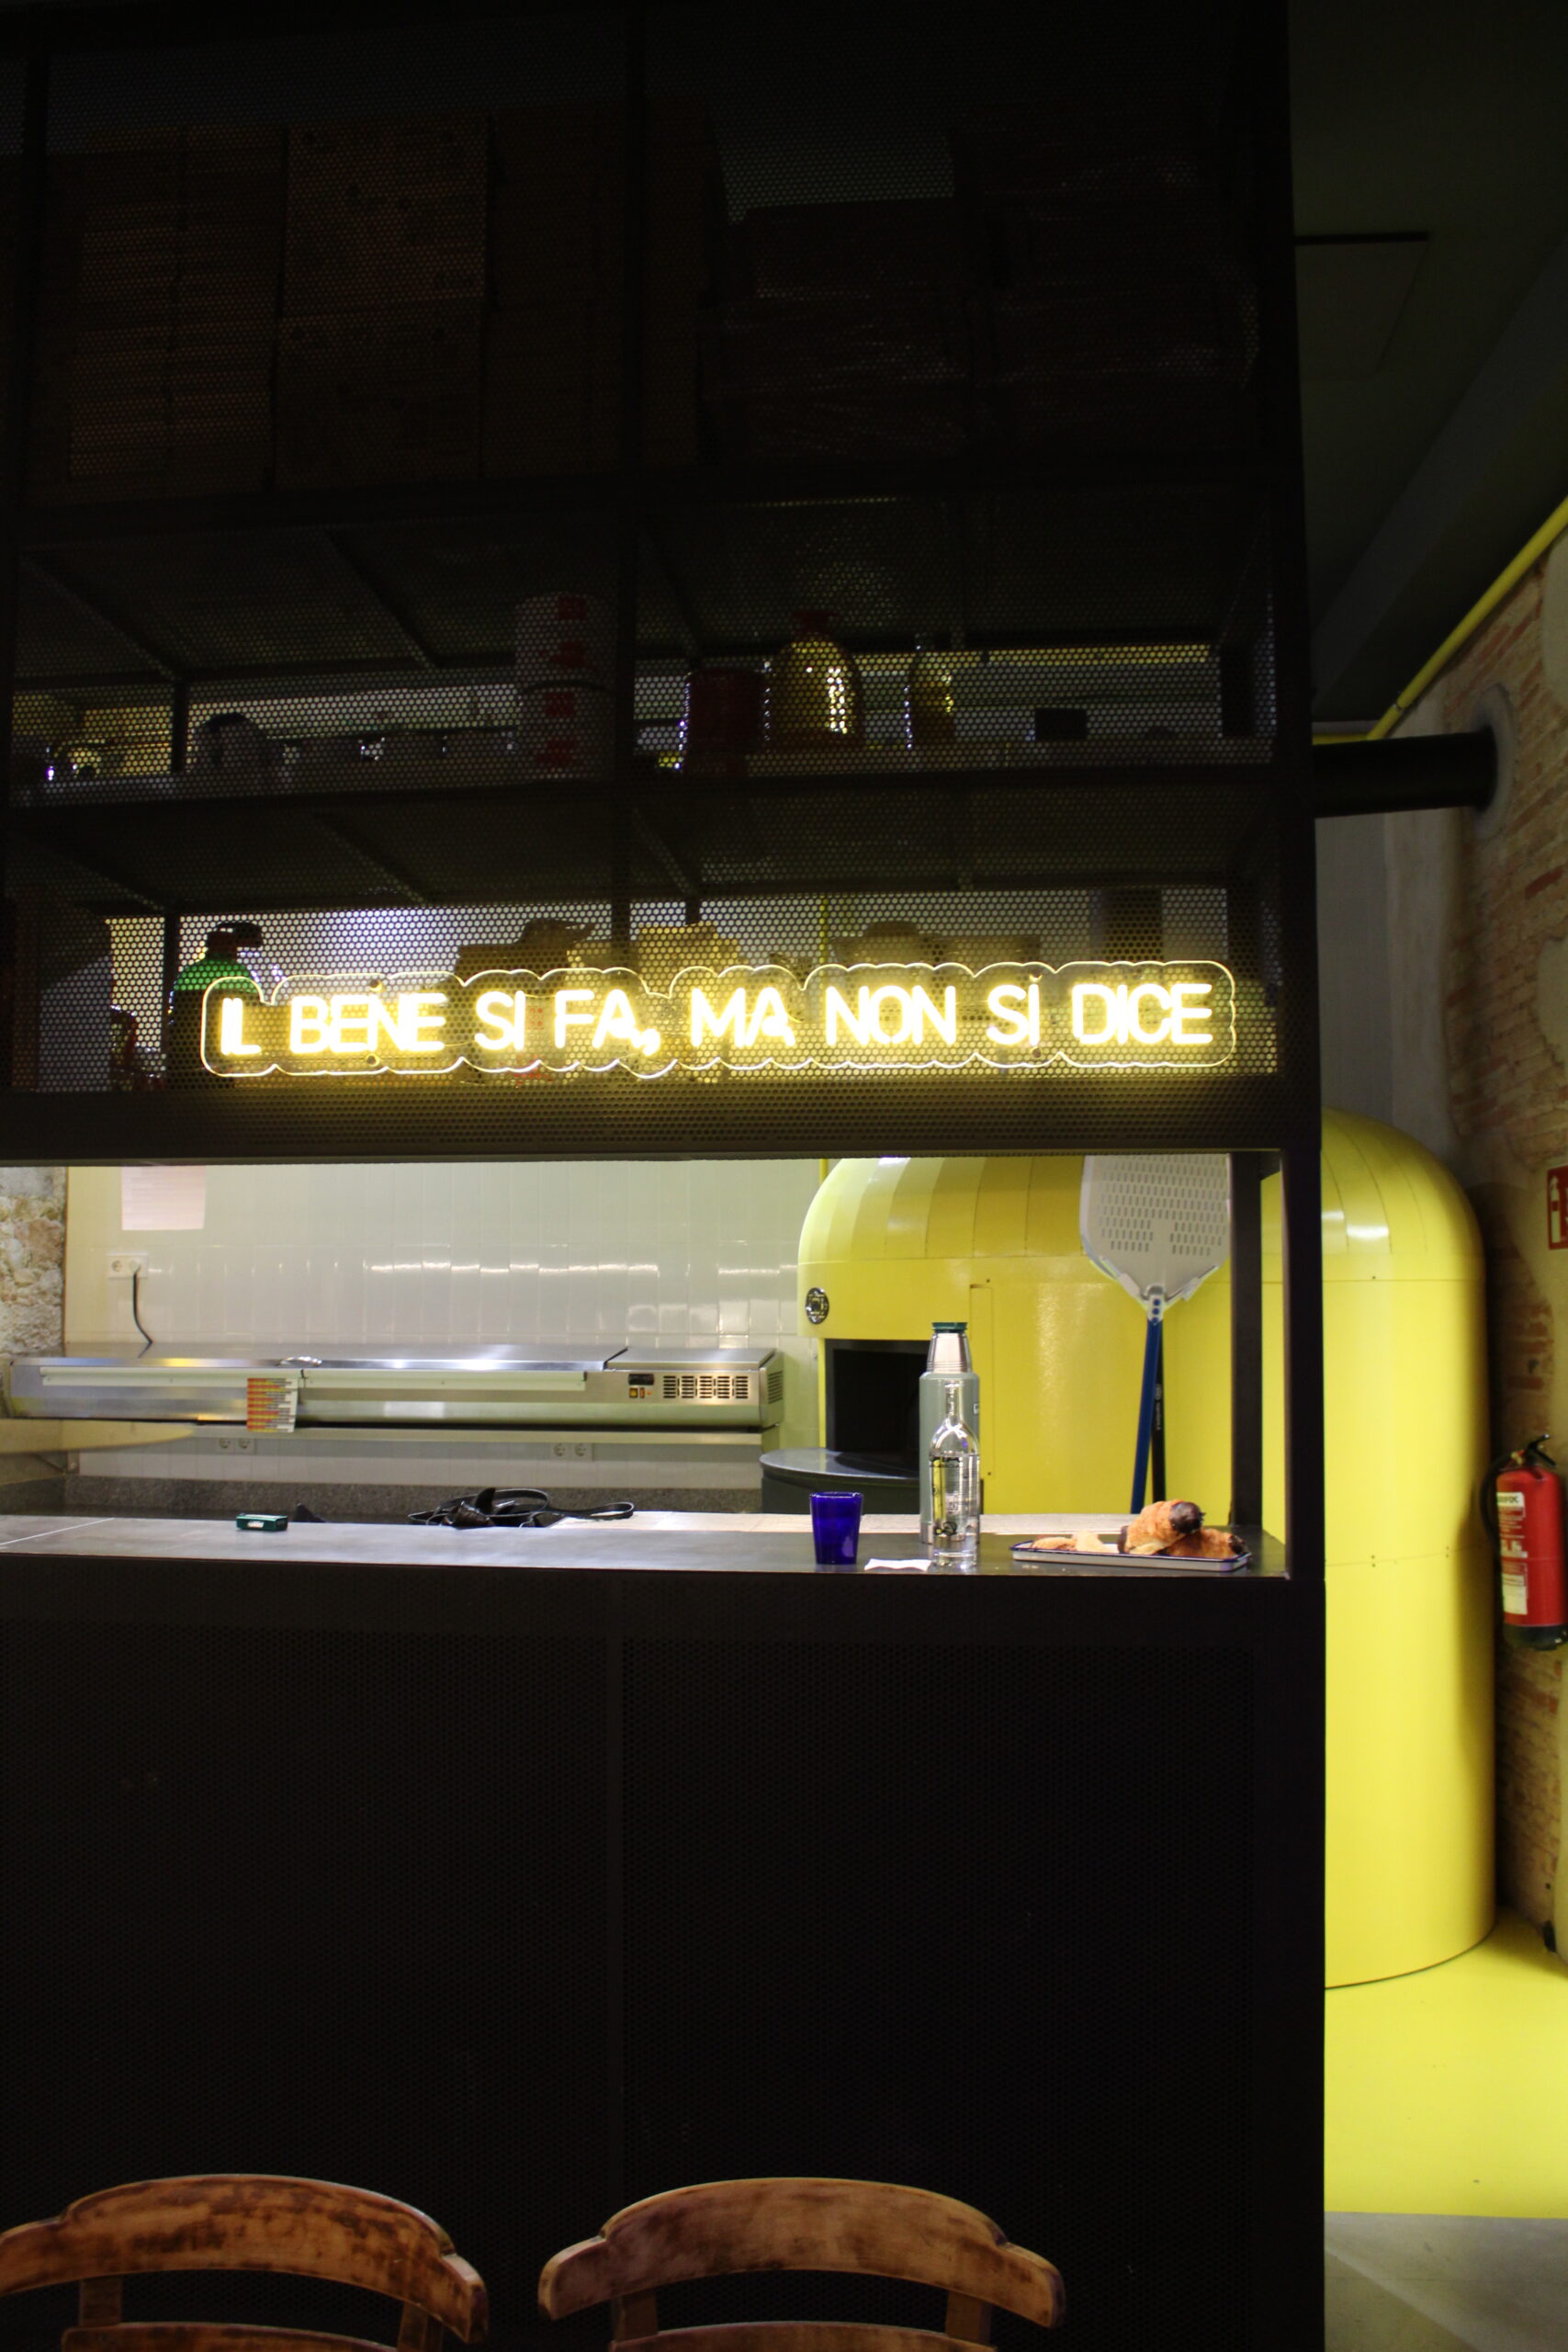 IL BENE SI FA, MA NON SI DICE